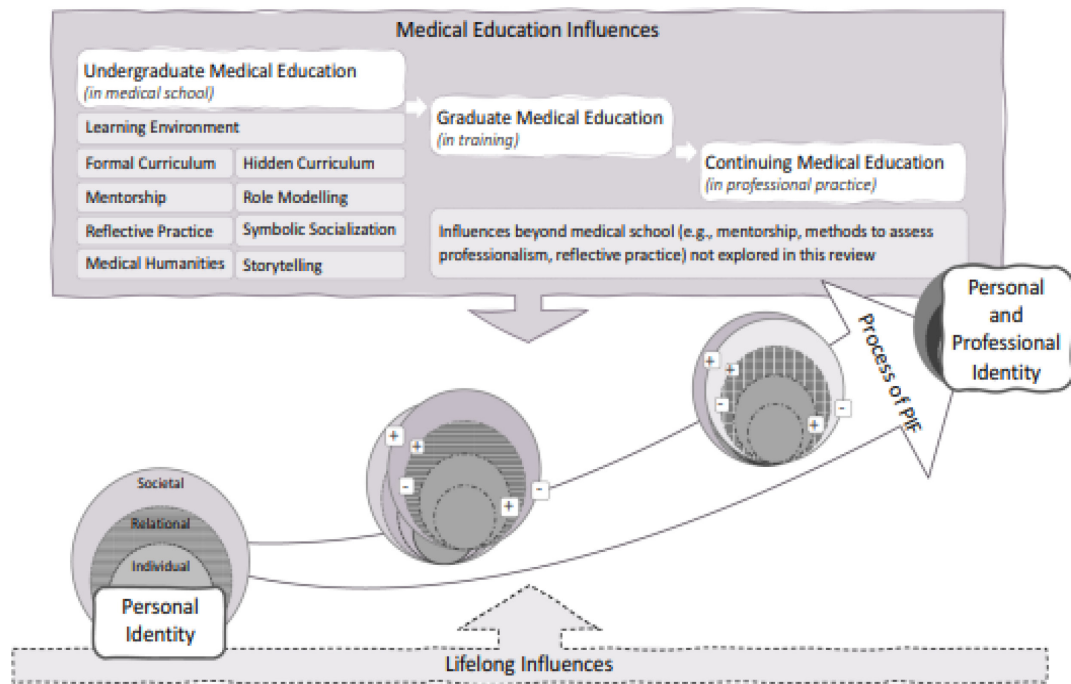 Medical Education Influences
Undergraduate Medical Education
(in medical school)
Learning Environment
Formal Curriculum
Hidden Curriculum
Mentorship
Role Modelling
Reflective Practice
Symbolic Socialization
Medical Humanities
Storytelling
Graduate Medical Education
(in training)
Continuing Medical Education
(in professional practice)
Influences beyond medical school (e.g., mentorship, methods to assess
professionalism, reflective practice) not explored in this review
Personal
and
Professional
Identity
Process of PIF
+
+
-
+
-
+
+
-
+
-
Societal
Relational
Individual
Personal
Identity
Lifelong Influences